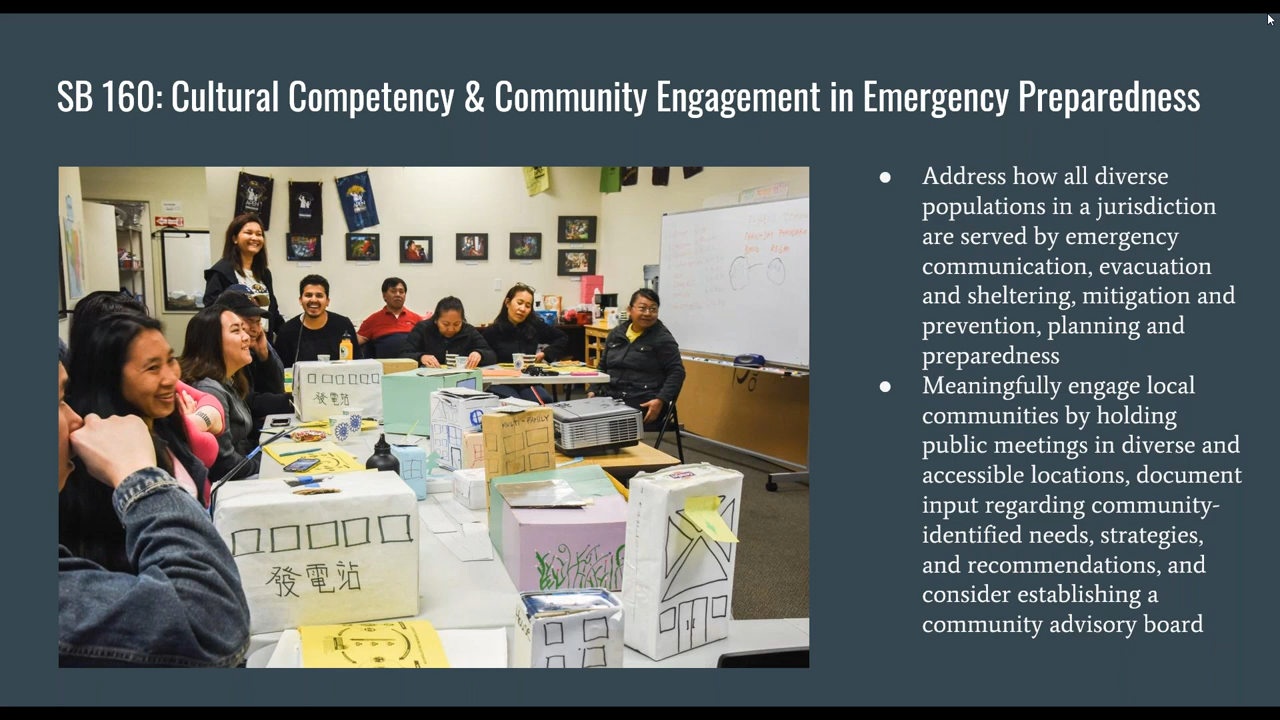 SB 160: Cultural Competency & Community Engagement in Emergency Preparedness
● Address how all diverse
populations in a jurisdiction
are served by emergency
communication, evacuation
and sheltering, mitigation and
prevention, planning and
preparedness
● Meaningfully engage local
communities by holding
public meetings in diverse and
accessible locations, document
input regarding community-
identified needs, strategies,
and recommendations, and
consider establishing a
community advisory board
APEN
發電站
MULTI-FAMILY
發電站